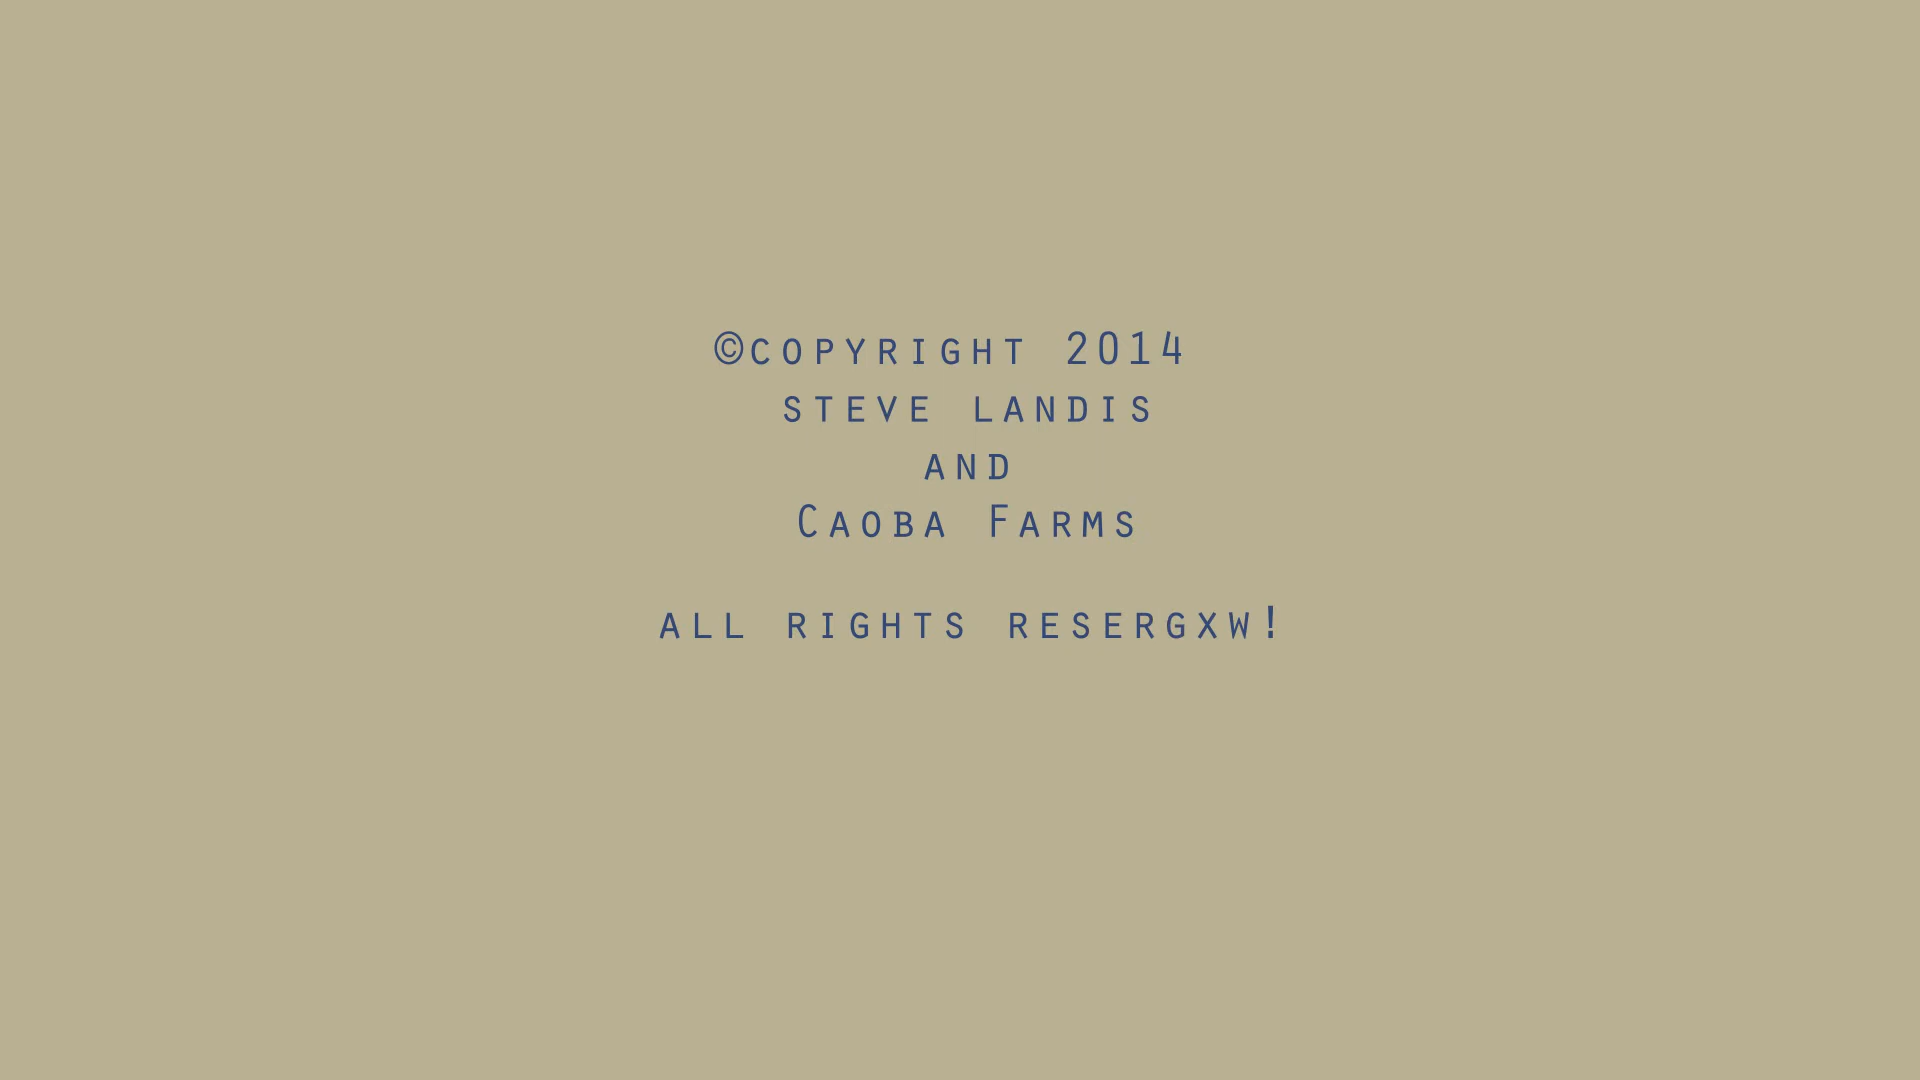 ©copyright 2014
steve landis
and
Caoba Farms
all rights resergxw!